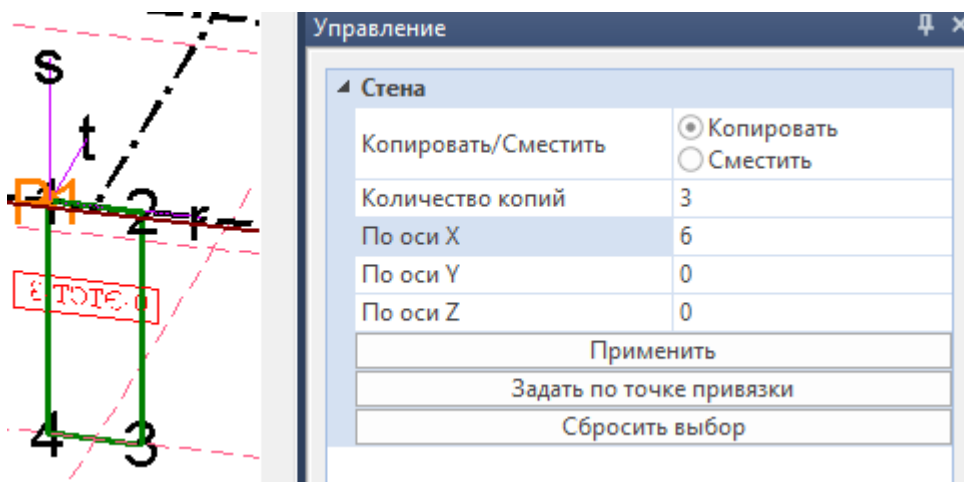 Управление
s
t
P1
1
2
r
4
3
Стена
Копировать/Сместить
Копировать
Сместить
Количество копий
3
По оси X
6
По оси Y
0
По оси Z
0
Применить
Задать по точке привязки
Сбросить выбор